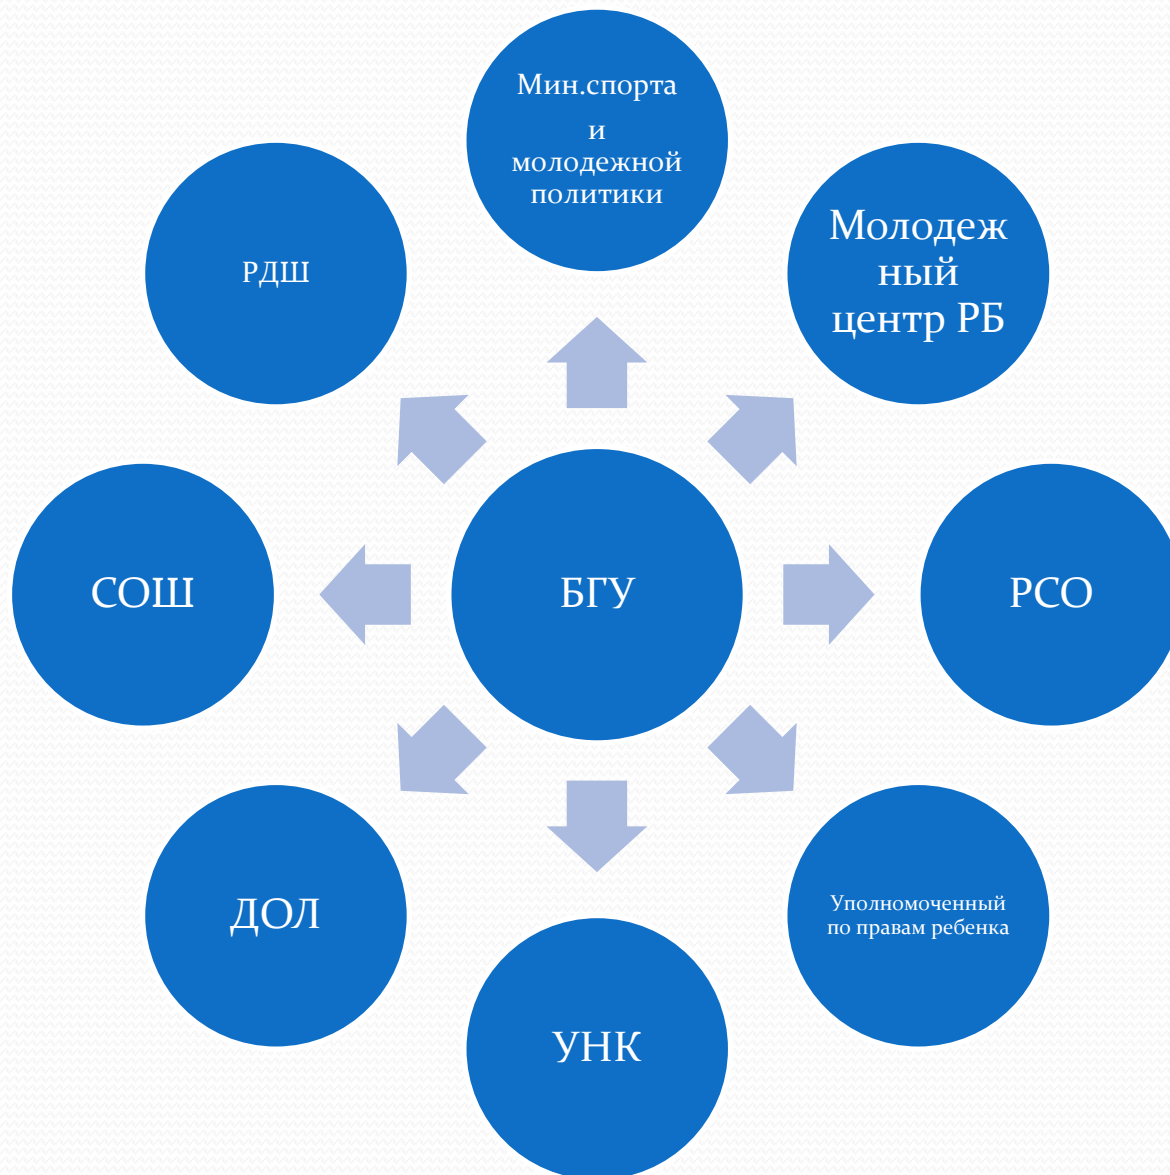 Мин.спорта
и
молодежной
политики
РДШ
Молодеж
ный
центр РБ
СОШ
БГУ
РСО
ДОЛ
Уполномоченный
по правам ребенка
УНК